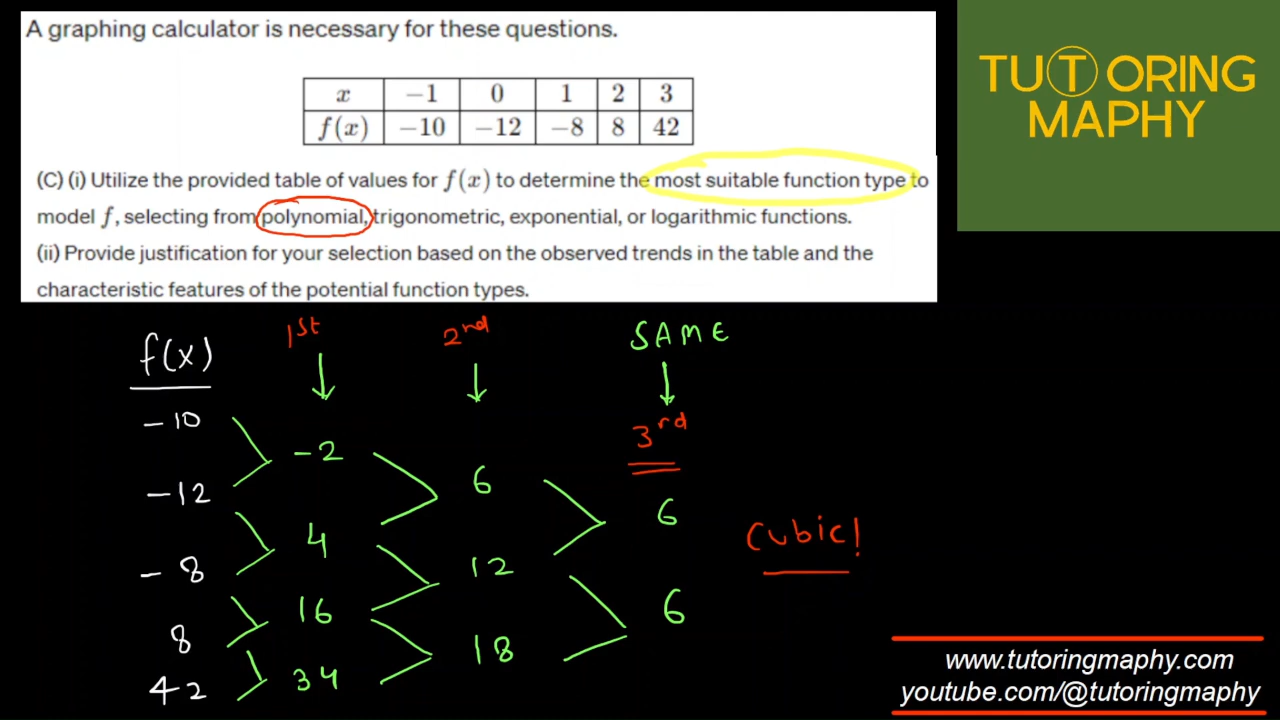 A graphing calculator is necessary for these questions.
TUTORING
MAPHY
x −1 0 1 2 3
f(x) −10 −12 −8 8 42
(C) (i) Utilize the provided table of values for f(x) to determine the most suitable function type to
model f, selecting from polynomial, trigonometric, exponential, or logarithmic functions.
(ii) Provide justification for your selection based on the observed trends in the table and the
characteristic features of the potential function types.
f(x) 1st 2nd SAME
3rd
-10
-2
-12
6
6
4
-8
12
Cubic!
16
6
8
18
34
42
www.tutoringmaphy.com
youtube.com/@tutoringmaphy